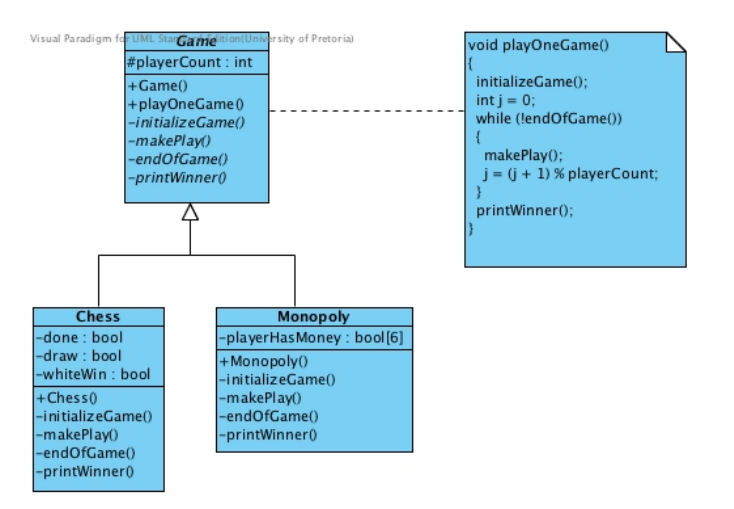 Visual Paradigm for UML Standard Edition(University of Pretoria)
Game
#playerCount : int
+Game()
+playOneGame()
-initializeGame()
-makePlay()
-endOfGame()
-printWinner()
void playOneGame()
{
initializeGame();
int j = 0;
while (!endOfGame())
{
makePlay();
j = (j + 1) % playerCount;
}
printWinner();
}
Chess
-done : bool
-draw : bool
-whiteWin : bool
+Chess()
-initializeGame()
-makePlay()
-endOfGame()
-printWinner()
Monopoly
-playerHasMoney : bool[6]
+Monopoly()
-initializeGame()
-makePlay()
-endOfGame()
-printWinner()